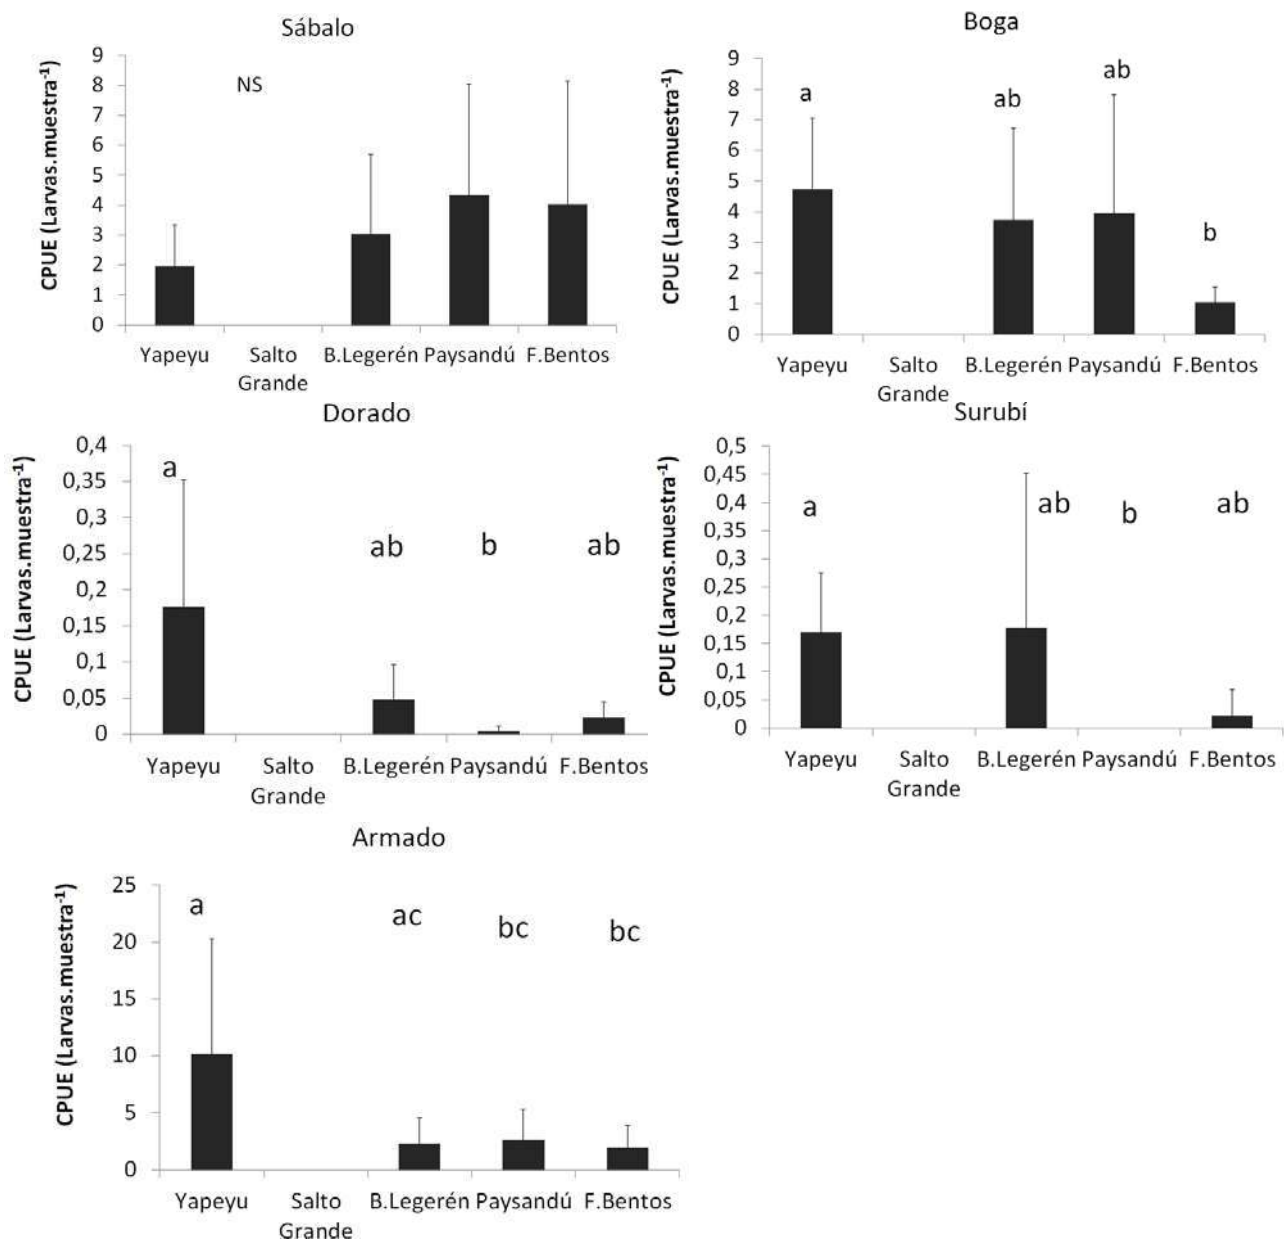 Sábalo
CPUE (Larvas.muestra-1)
9
8
7
6
5
4
3
2
1
0
NS
Yapeyu
Salto
Grande
B.Legerén
Paysandú
F.Bentos
Boga
CPUE (Larvas.muestra-1)
9
8
7
6
5
4
3
2
1
0
a
ab
ab
b
Yapeyu
Salto
Grande
B.Legerén
Paysandú
F.Bentos
Dorado
CPUE (Larvas.muestra-1)
0,4
0,35
0,3
0,25
0,2
0,15
0,1
0,05
0
a
ab
b
ab
Yapeyu
Salto
Grande
B.Legerén
Paysandú
F.Bentos
Surubí
CPUE (Larvas.muestra-1)
0,5
0,45
0,4
0,35
0,3
0,25
0,2
0,15
0,1
0,05
0
a
ab
b
ab
Yapeyu
Salto
Grande
B.Legerén
Paysandú
F.Bentos
Armado
CPUE (Larvas.muestra-1)
25
20
15
10
5
0
a
ac
bc
bc
Yapeyu
Salto
Grande
B.Legerén
Paysandú
F.Bentos